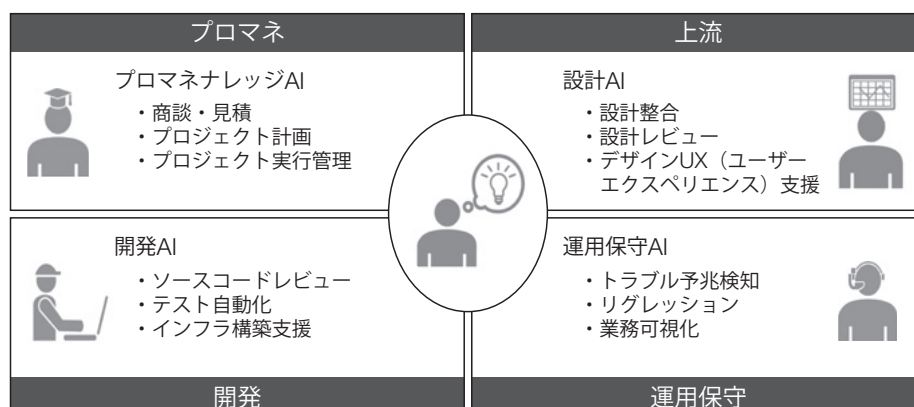 プロマネ
プロマネナレッジAI
・商談・見積
・プロジェクト計画
・プロジェクト実行管理
上流
設計AI
・設計整合
・設計レビュー
・デザインUX（ユーザー
エクスペリエンス）支援
開発AI
・ソースコードレビュー
・テスト自動化
・インフラ構築支援
開発
運用保守AI
・トラブル予兆検知
・リグレッション
・業務可視化
運用保守